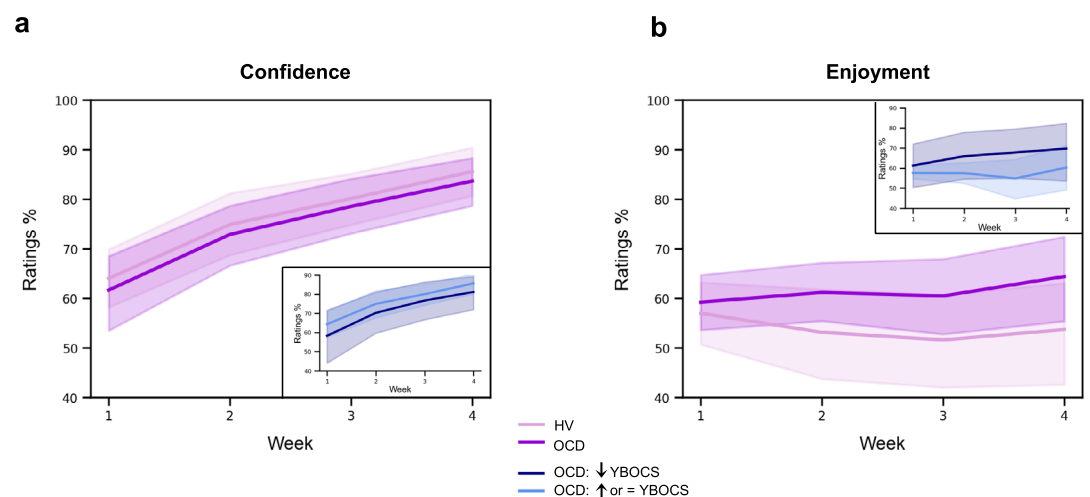 a
Confidence
Ratings %
100
90
80
70
60
50
40
1
2
3
4
Week
Ratings %
90
80
70
60
50
40
1
2
3
4
Week
b
Enjoyment
Ratings %
100
90
80
70
60
50
40
1
2
3
4
Week
Ratings %
90
80
70
60
50
40
1
2
3
4
Week
HV
OCD
OCD: ↓ YBOCS
OCD: ↑ or = YBOCS